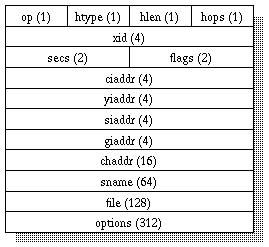 op (1) htype (1) hlen (1) hops (1)
xid (4)
secs (2) flags (2)
ciaddr (4)
yiaddr (4)
siaddr (4)
giaddr (4)
chaddr (16)
sname (64)
file (128)
options (312)